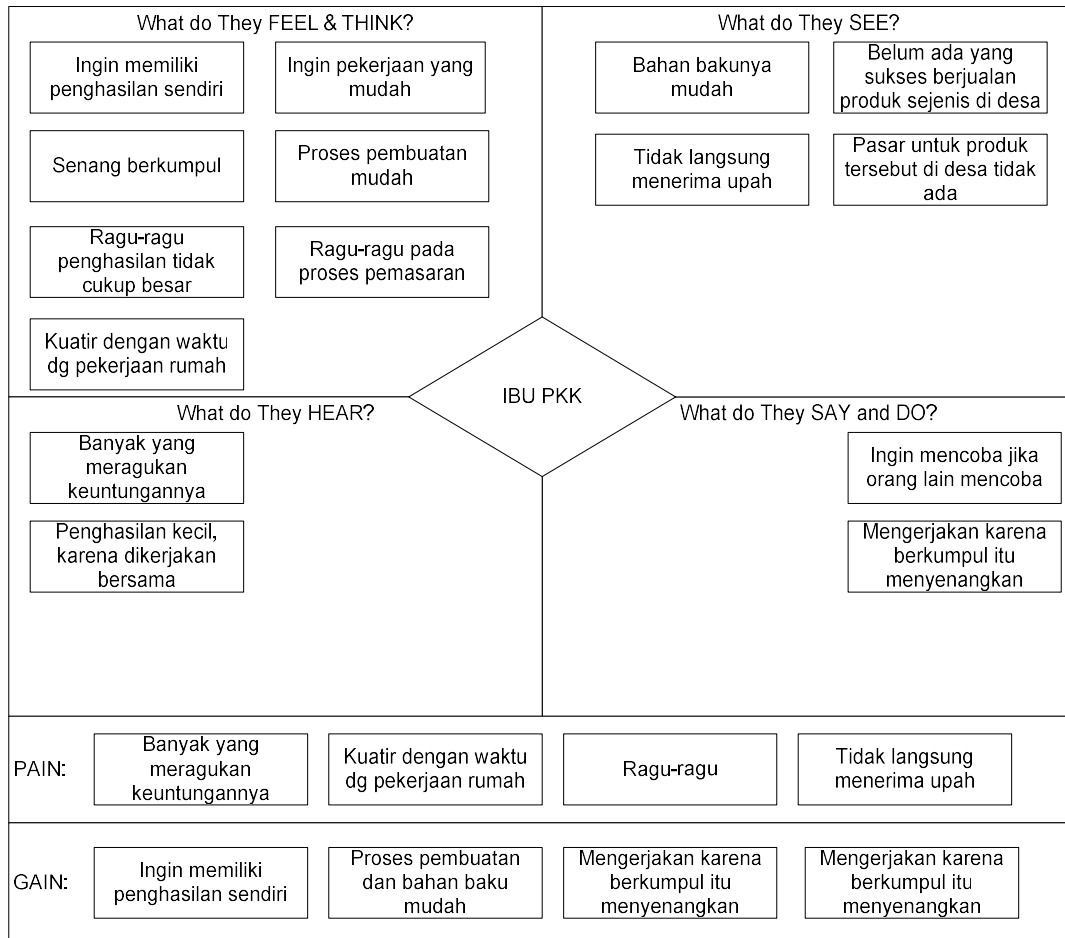 What do They FEEL & THINK?
Ingin memiliki
penghasilan sendiri
Ingin pekerjaan yang
mudah
Senang berkumpul
Proses pembuatan
mudah
Ragu-ragu
penghasilan tidak
cukup besar
Ragu-ragu pada
proses pemasaran
Kuatir dengan waktu
dg pekerjaan rumah
What do They SEE?
Bahan bakunya
mudah
Belum ada yang
sukses berjualan
produk sejenis di desa
Tidak langsung
menerima upah
Pasar untuk produk
tersebut di desa tidak
ada
IBU PKK
What do They HEAR?
Banyak yang
meragukan
keuntungannya
Penghasilan kecil,
karena dikerjakan
bersama
What do They SAY and DO?
Ingin mencoba jika
orang lain mencoba
Mengerjakan karena
berkumpul itu
menyenangkan
PAIN:
Banyak yang
meragukan
keuntungannya
Kuatir dengan waktu
dg pekerjaan rumah
Ragu-ragu
Tidak langsung
menerima upah
GAIN:
Ingin memiliki
penghasilan sendiri
Proses pembuatan
dan bahan baku
mudah
Mengerjakan karena
berkumpul itu
menyenangkan
Mengerjakan karena
berkumpul itu
menyenangkan